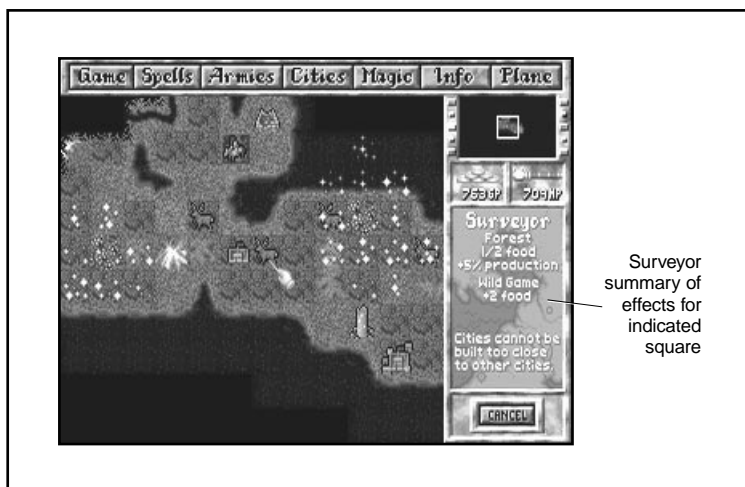 Game Spells Armies Cities Magic Info Plane
7636GP 709MP
Surveyor
Forest
1/2 food
+5% production
Wild Game
+2 food
Cities cannot be
built too close
to other cities.
CANCEL
Surveyor
summary of
effects for
indicated
square